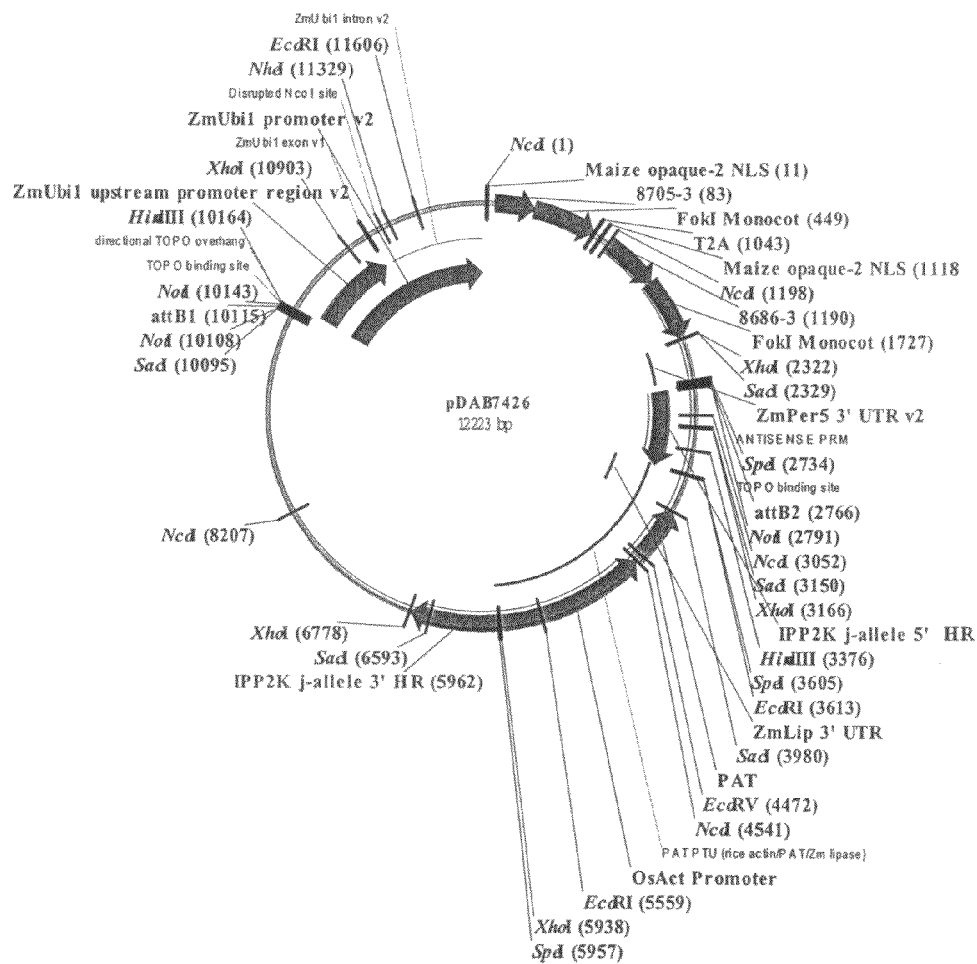 ZmUbi1 intron v2
EcoRI (11606)
NheI (11329)
Disrupted Nco1 site
ZmUbi1 promoter v2
ZmUbi1 exon v1
XhoI (10903)
ZmUbi1 upstream promoter region v2
HindIII (10164)
directional TOPO overhang
TOPO binding site
NotI (10143)
attB1 (10115)
NotI (10108)
SacI (10095)
NcoI (1)
Maize opaque-2 NLS (11)
8705-3 (83)
FokI Monocot (449)
T2A (1043)
Maize opaque-2 NLS (1118
NcoI (1198)
8686-3 (1190)
FokI Monocot (1727)
XhoI (2322)
SacI (2329)
ZmPer5 3' UTR v2
ANTISENSE PRM
SpeI (2734)
TOPO binding site
attB2 (2766)
NotI (2791)
NcoI (3052)
SacI (3150)
XhoI (3166)
IPP2K j-allele 5' HR
HindIII (3376)
SpeI (3605)
EcoRI (3613)
ZmLip 3' UTR
SacI (3980)
PAT
EcoRV (4472)
NcoI (4541)
PAT PTU (rice actin/PAT/Zm lipase)
OsAct Promoter
EcoRI (5559)
XhoI (5938)
SpeI (5957)
pDAB7426
12223 bp
NcoI (8207)
XhoI (6778)
SacI (6593)
IPP2K j-allele 3' HR (5962)